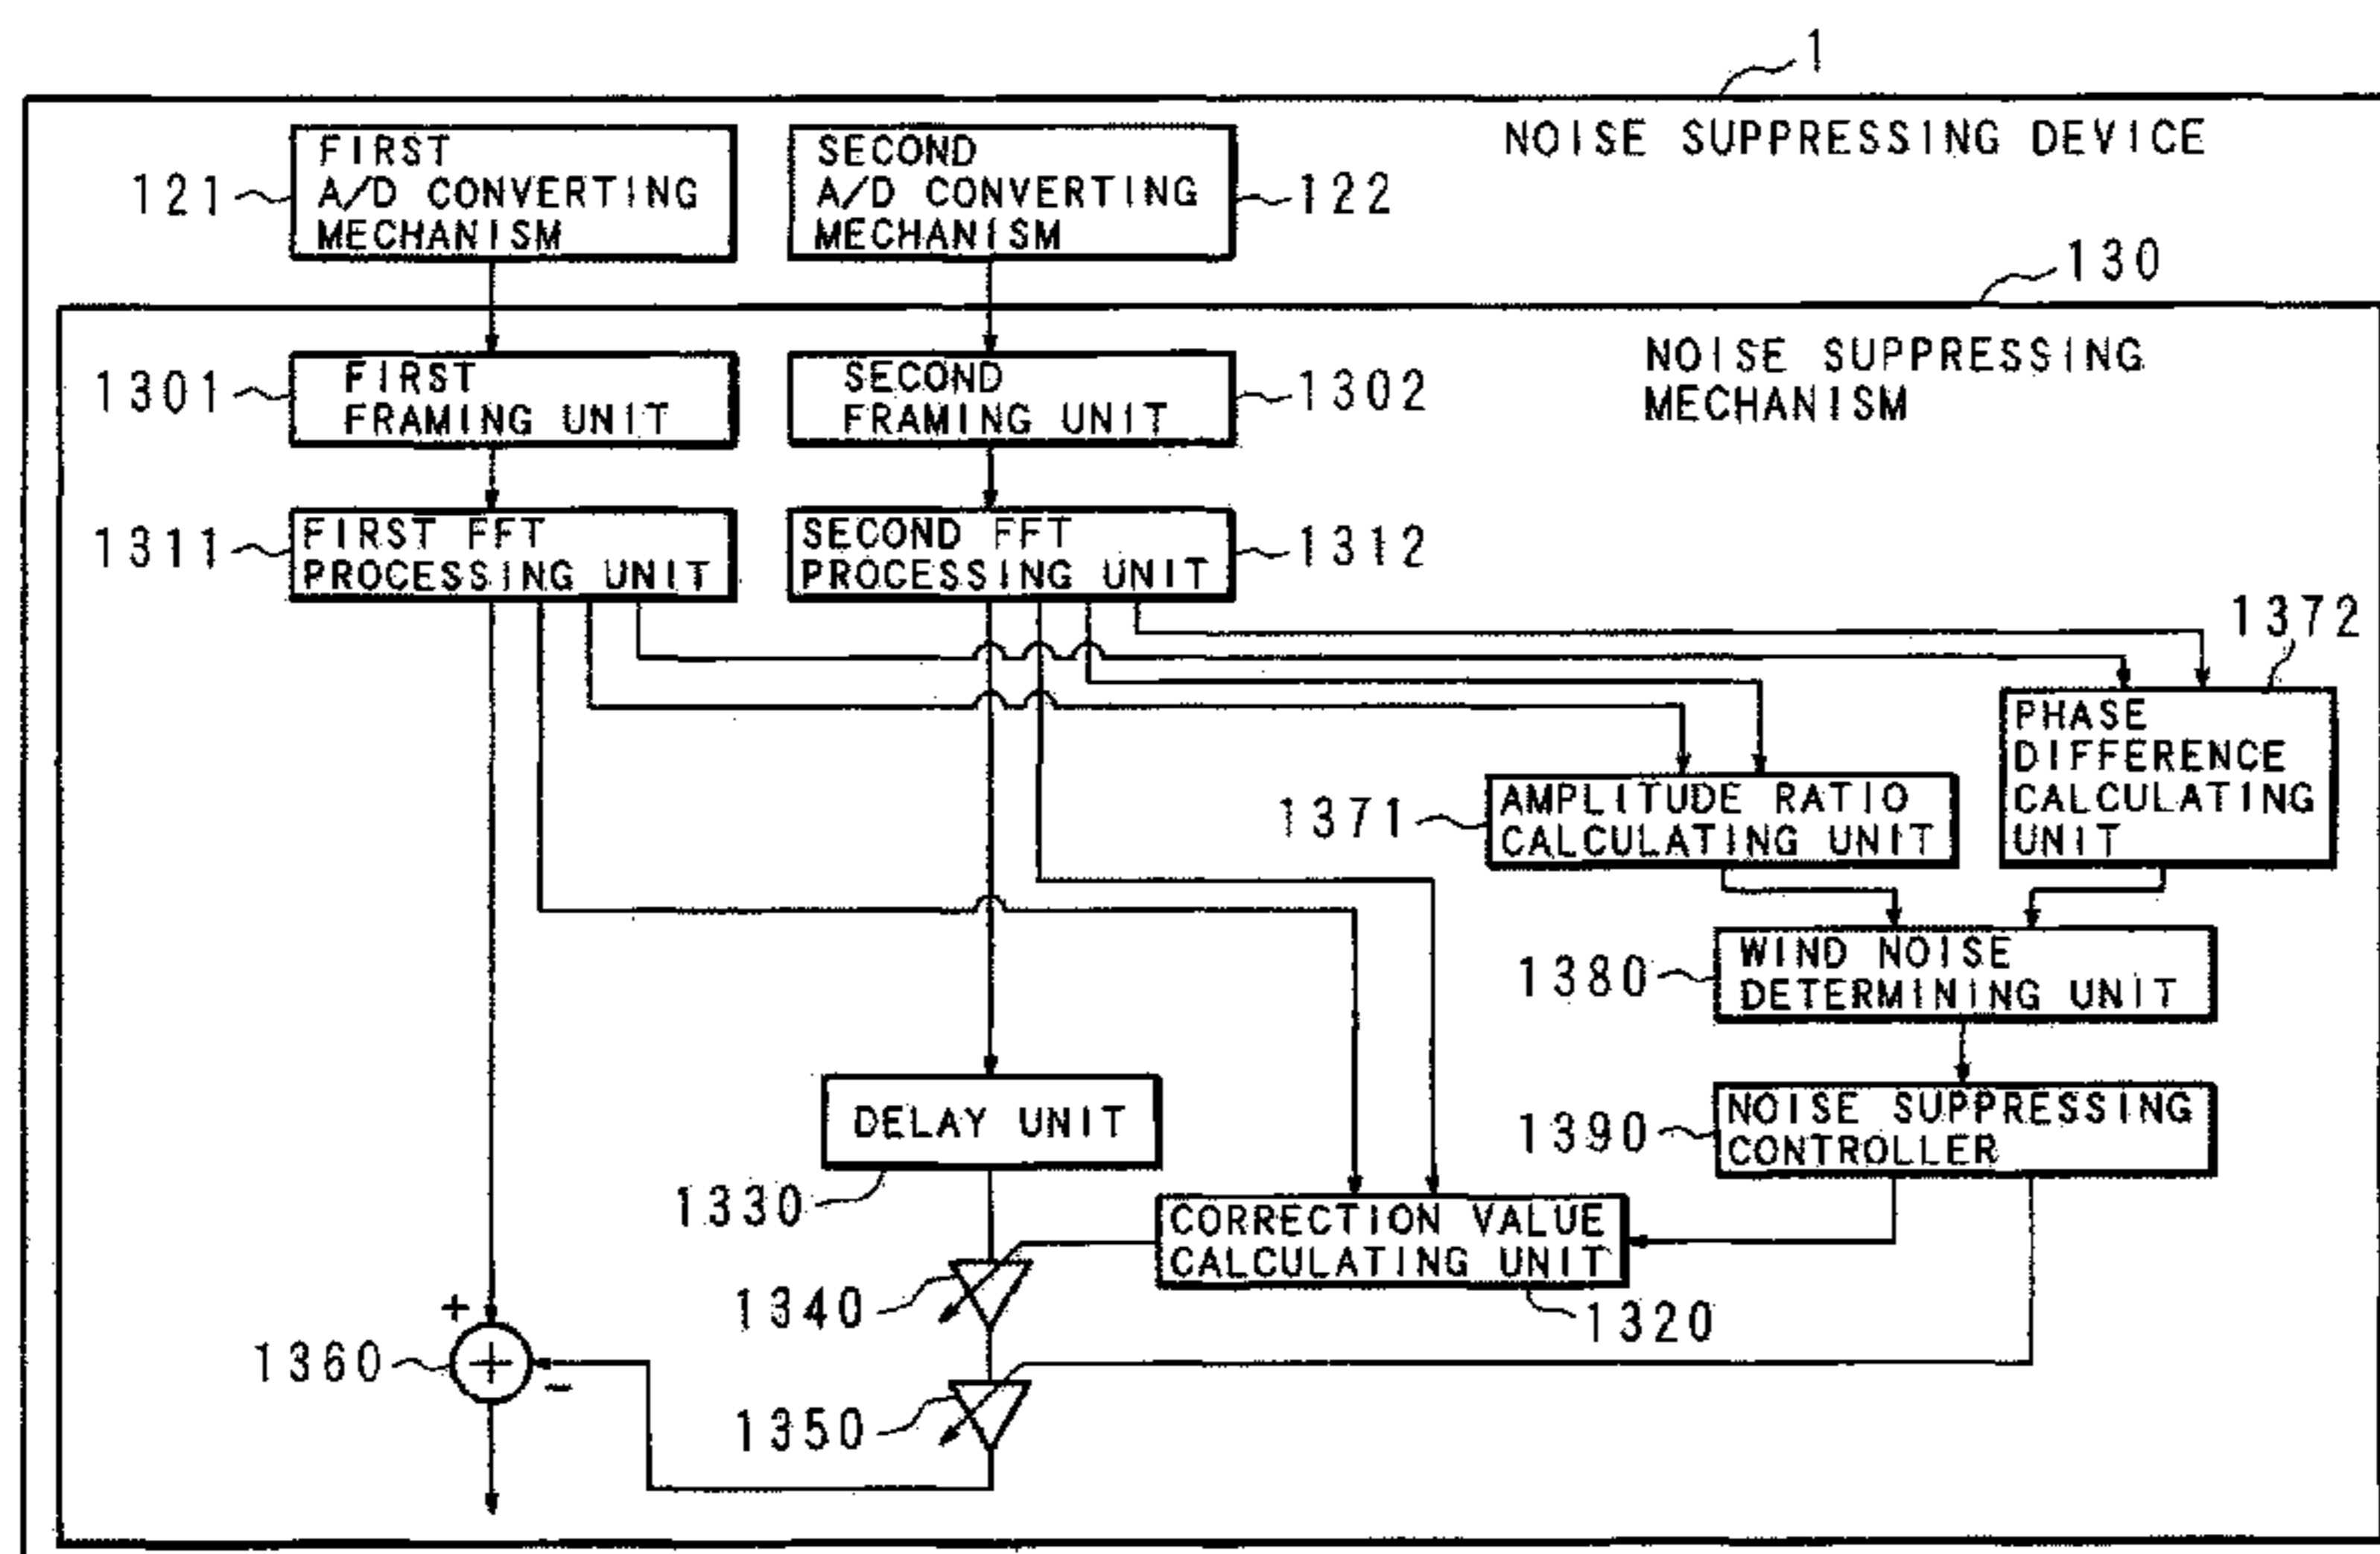 1
NOISE SUPPRESSING DEVICE
FIRST
A/D CONVERTING
MECHANISM
121
SECOND
A/D CONVERTING
MECHANISM
122
130
NOISE SUPPRESSING
MECHANISM
1301
FIRST
FRAMING UNIT
SECOND
FRAMING UNIT
1302
1311
FIRST FFT
PROCESSING UNIT
SECOND FFT
PROCESSING UNIT
1312
1372
PHASE
DIFFERENCE
CALCULATING
UNIT
1371
AMPLITUDE RATIO
CALCULATING UNIT
1380
WIND NOISE
DETERMINING UNIT
DELAY UNIT
1330
1390
NOISE SUPPRESSING
CONTROLLER
CORRECTION VALUE
CALCULATING UNIT
1320
1340
+
1360
+
−
1350